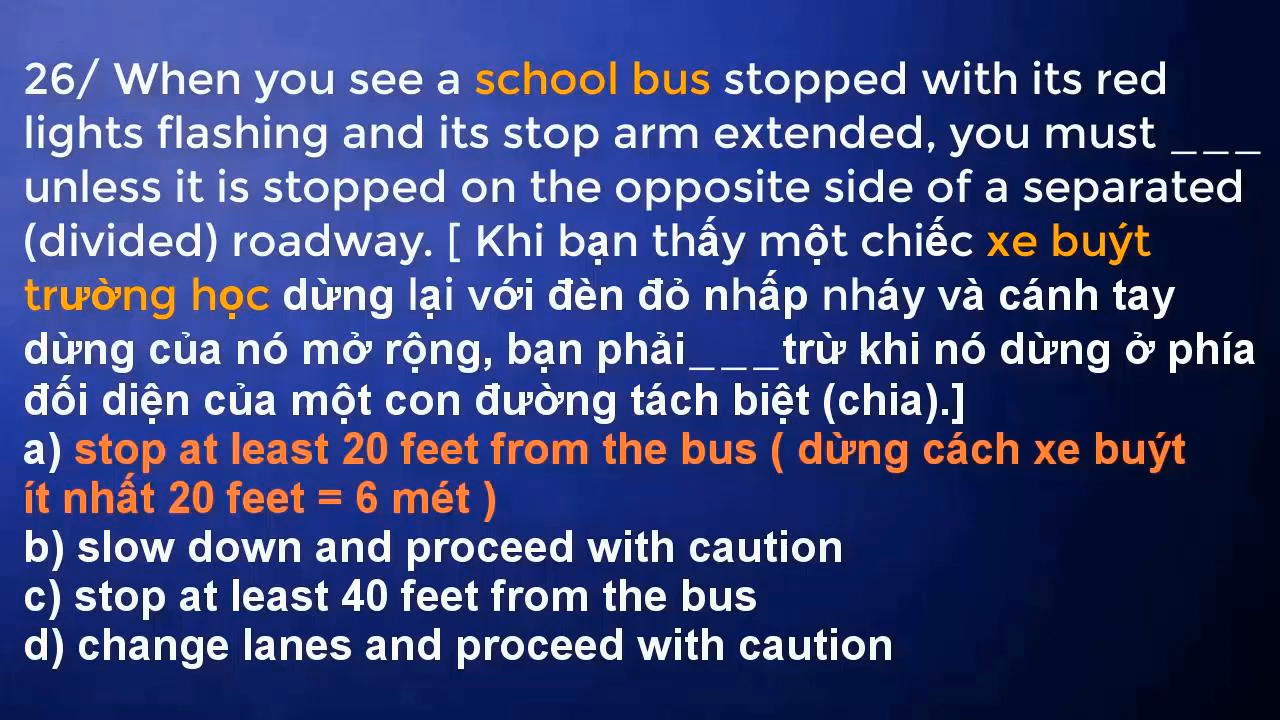 26/ When you see a school bus stopped with its red
lights flashing and its stop arm extended, you must ___
unless it is stopped on the opposite side of a separated
(divided) roadway. [ Khi bạn thấy một chiếc xe buýt
trường học dừng lại với đèn đỏ nhấp nháy và cánh tay
dừng của nó mở rộng, bạn phải___trừ khi nó dừng ở phía
đối diện của một con đường tách biệt (chia).]
a) stop at least 20 feet from the bus ( dừng cách xe buýt
ít nhất 20 feet = 6 mét )
b) slow down and proceed with caution
c) stop at least 40 feet from the bus
d) change lanes and proceed with caution